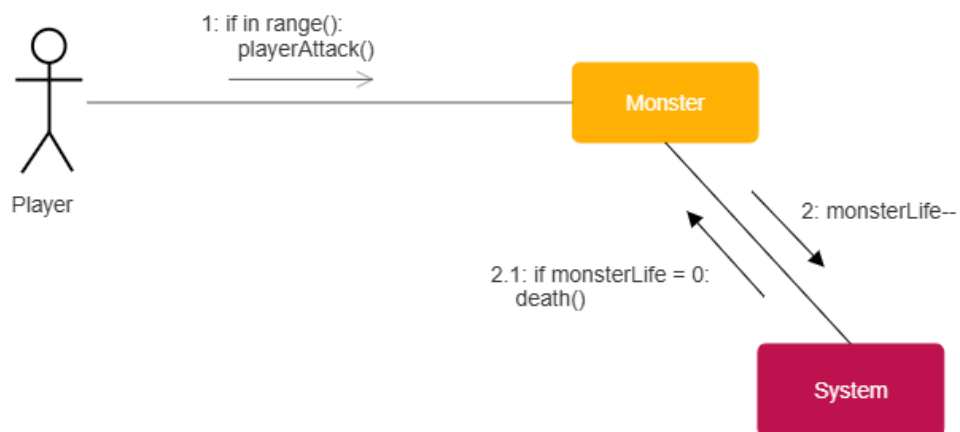 1: if in range():
playerAttack()
Monster
Player
2: monsterLife--
2.1: if monsterLife = 0:
death()
System